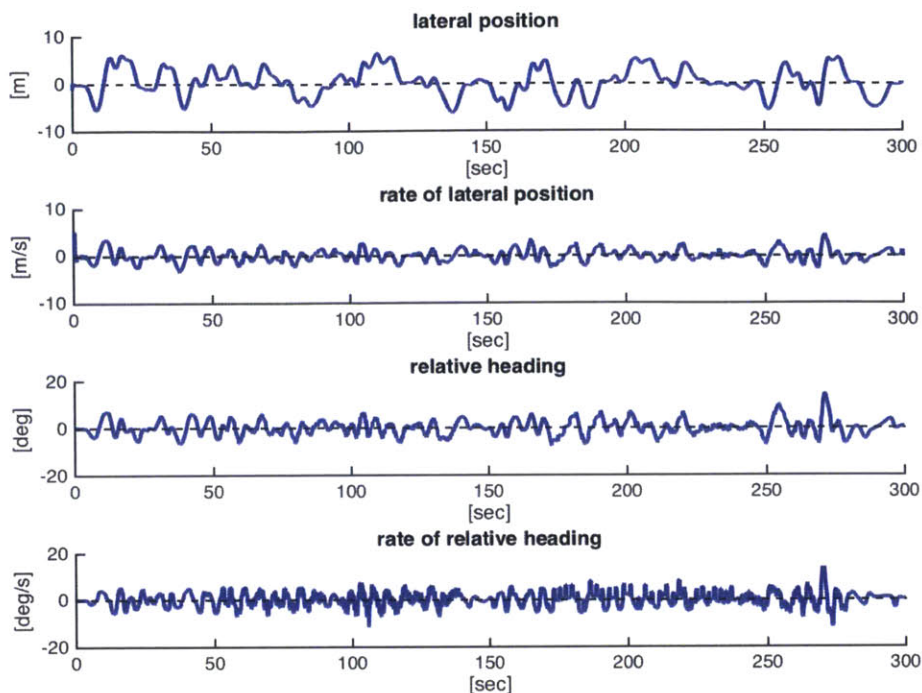 lateral position
10
0
-10
[m]
0 50 100 150 200 250 300
[sec]
rate of lateral position
10
0
-10
[m/s]
0 50 100 150 200 250 300
[sec]
relative heading
20
0
-20
[deg]
0 50 100 150 200 250 300
[sec]
rate of relative heading
20
0
-20
[deg/s]
0 50 100 150 200 250 300
[sec]